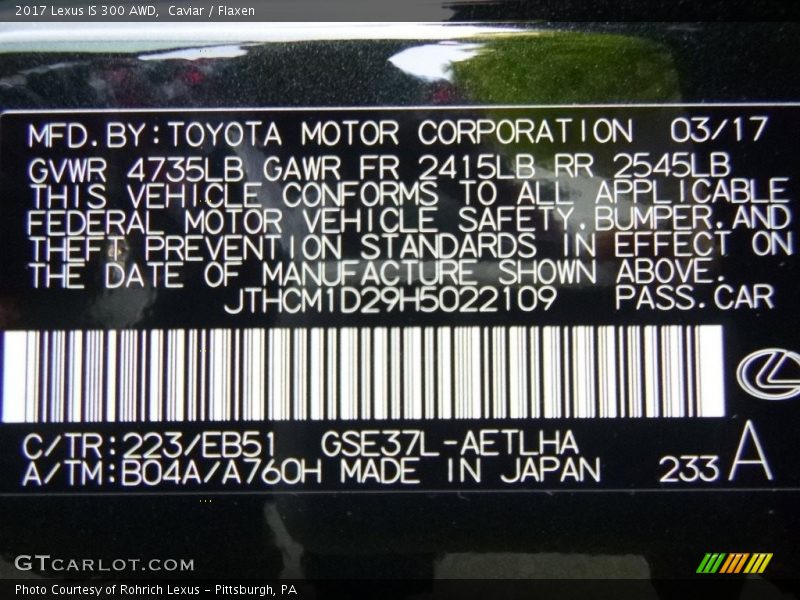 2017 Lexus IS 300 AWD, Caviar / Flaxen
MFD.BY:TOYOTA MOTOR CORPORATION 03/17
GVWR 4735LB GAWR FR 2415LB RR 2545LB
THIS VEHICLE CONFORMS TO ALL APPLICABLE
FEDERAL MOTOR VEHICLE SAFETY,BUMPER,AND
THEFT PREVENTION STANDARDS IN EFFECT ON
THE DATE OF MANUFACTURE SHOWN ABOVE.
JTHCM1D29H5022109 PASS.CAR
C/TR:223/EB51 GSE37L-AETLHA
A/TM:B04A/A760H MADE IN JAPAN 233 A
GTCARLOT.COM
Photo Courtesy of Rohrich Lexus – Pittsburgh, PA